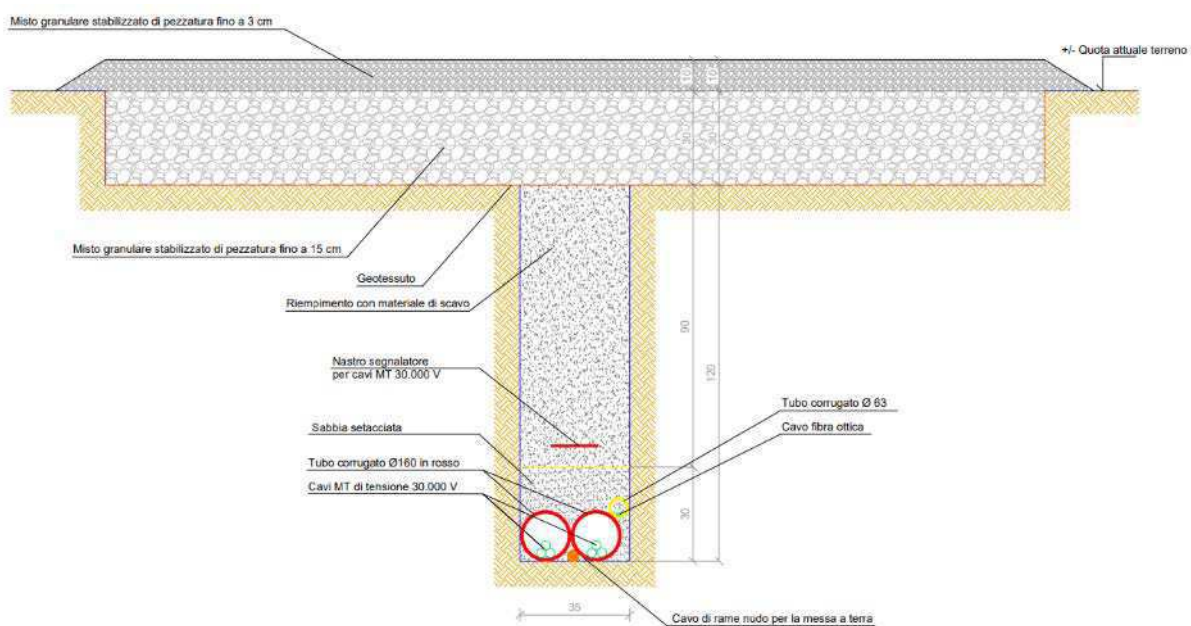 Misto granulare stabilizzato di pezzatura fino a 3 cm
+/- Quota attuale terreno
10
10
30
Misto granulare stabilizzato di pezzatura fino a 15 cm
Geotessuto
Riempimento con materiale di scavo
90
120
Nastro segnalatore
per cavi MT 30.000 V
Tubo corrugato Ø 63
Sabbia setacciata
Cavo fibra ottica
Tubo corrugato Ø160 in rosso
Cavi MT di tensione 30.000 V
30
35
Cavo di rame nudo per la messa a terra